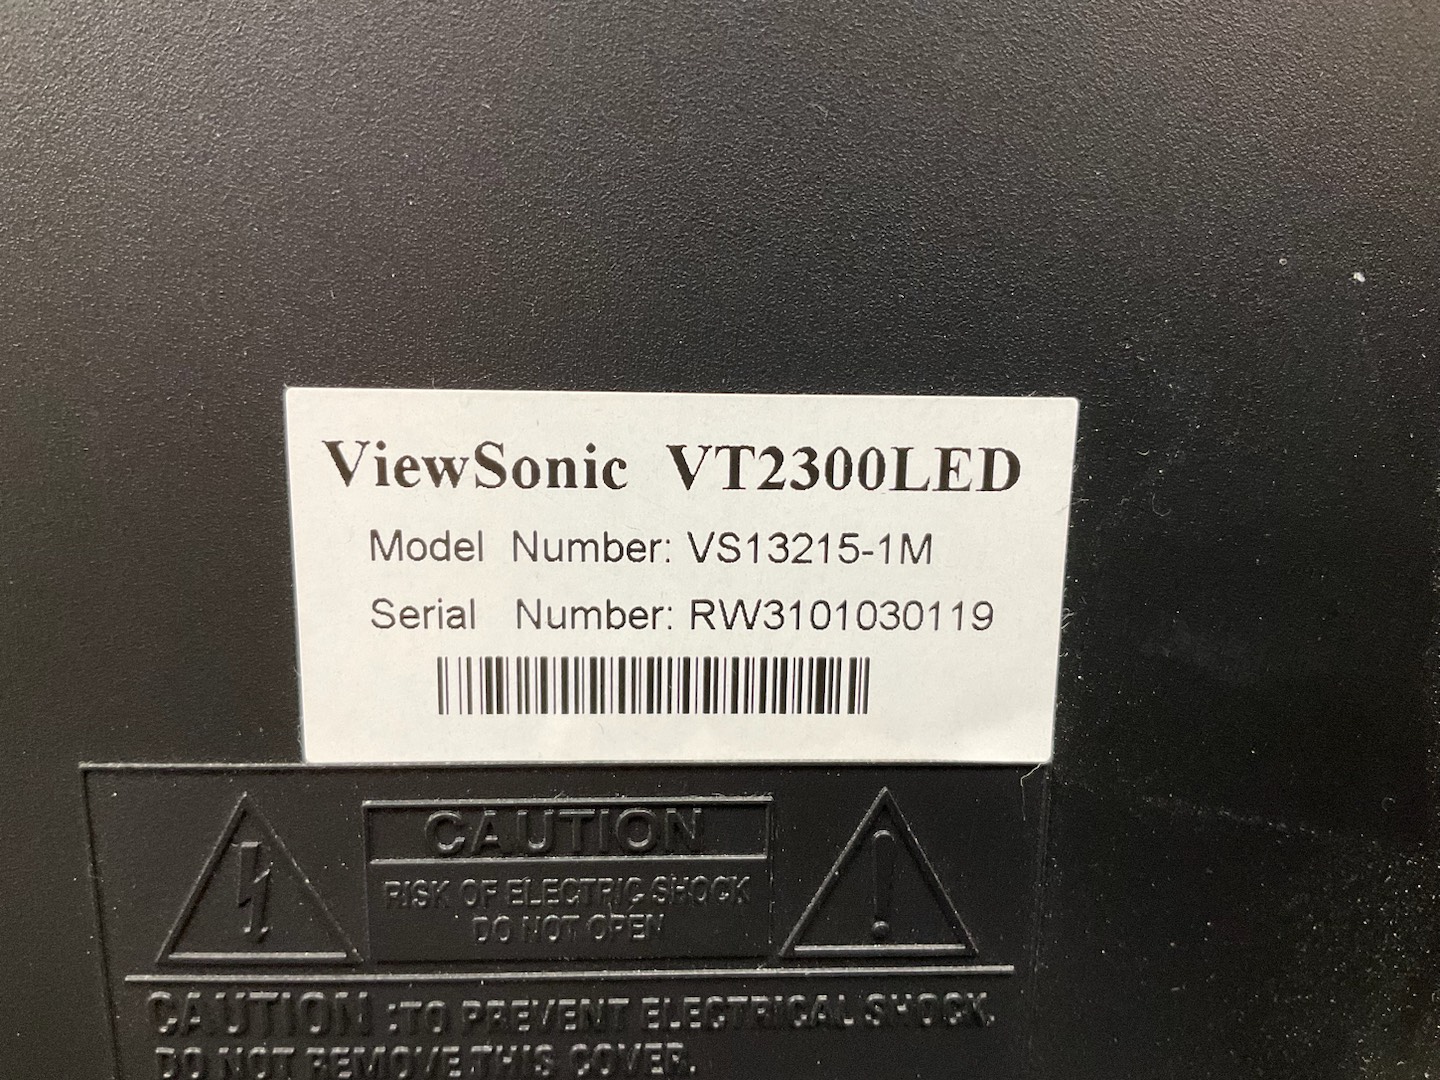 ViewSonic VT2300LED
Model Number: VS13215-1M
Serial Number: RW3101030119
CAUTION
RISK OF ELECTRIC SHOCK
DO NOT OPEN
CAUTION :TO PREVENT ELECTRICAL SHOCK,
DO NOT REMOVE THIS COVER.